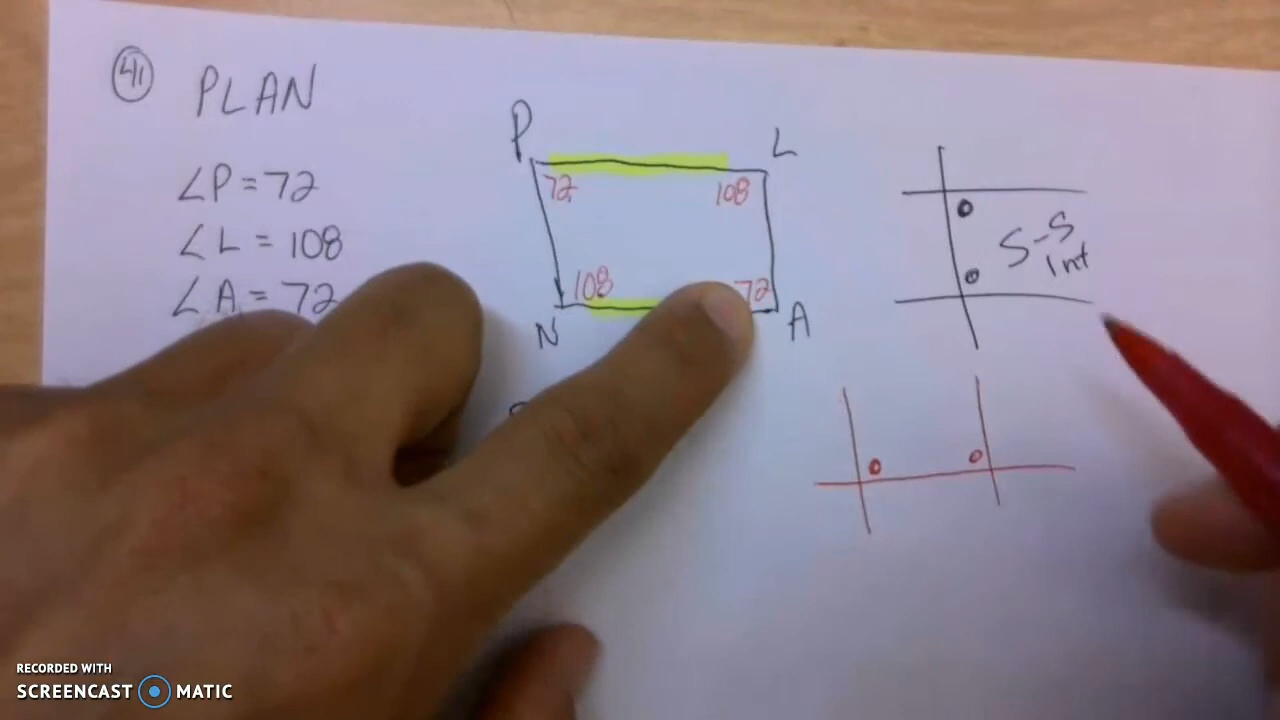 41 PLAN
∠P = 72
∠L = 108
∠A = 72
P
L
72
108
108
72
N
A
S-S
int
RECORDED WITH
SCREENCAST MATIC